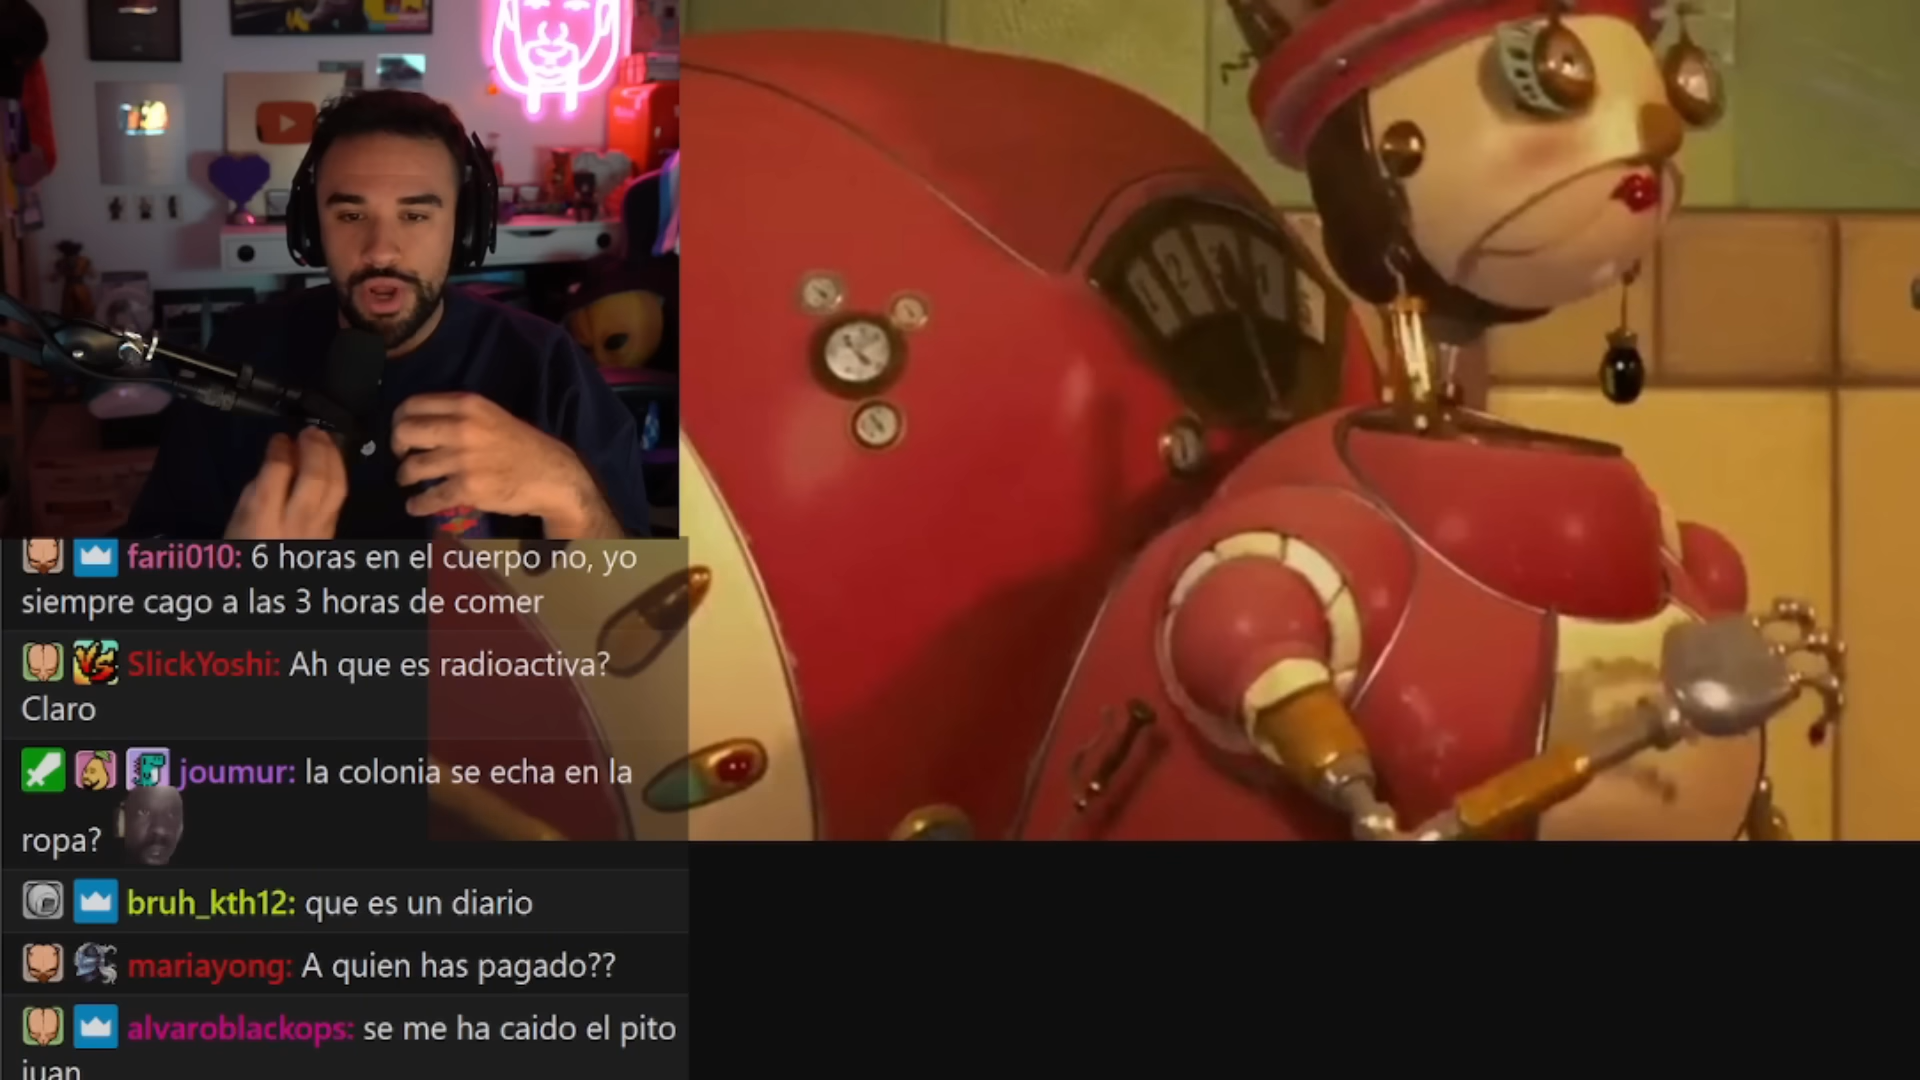 farii010: 6 horas en el cuerpo no, yo
siempre cago a las 3 horas de comer
SlickYoshi: Ah que es radioactiva?
Claro
joumur: la colonia se echa en la
ropa?
bruh_kth12: que es un diario
mariayong: A quien has pagado??
alvaroblackops: se me ha caido el pito
juan